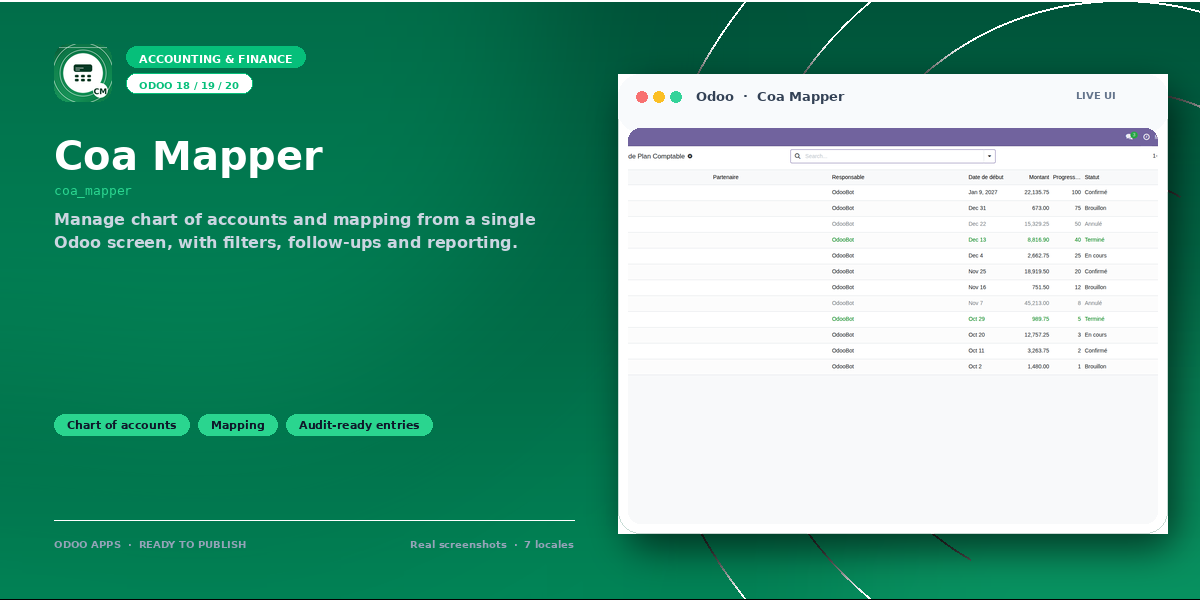 ACCOUNTING & FINANCE
ODOO 18 / 19 / 20
CM
Coa Mapper
coa_mapper
Manage chart of accounts and mapping from a single
Odoo screen, with filters, follow-ups and reporting.
Chart of accounts
Mapping
Audit-ready entries
ODOO APPS · READY TO PUBLISH
Real screenshots · 7 locales
Odoo · Coa Mapper
LIVE UI
de Plan Comptable
Search...
Partenaire Responsable Date de début Montant Progress... Statut
OdooBot Jan 9, 2027 22,135.75 100 Confirmé
OdooBot Dec 31 673.00 75 Brouillon
OdooBot Dec 22 15,329.25 50 Annulé
OdooBot Dec 13 8,816.90 40 Terminé
OdooBot Dec 4 2,662.75 25 En cours
OdooBot Nov 25 18,919.50 20 Confirmé
OdooBot Nov 16 751.50 12 Brouillon
OdooBot Nov 7 45,213.00 8 Annulé
OdooBot Oct 29 989.75 5 Terminé
OdooBot Oct 20 12,757.25 3 En cours
OdooBot Oct 11 3,263.75 2 Confirmé
OdooBot Oct 2 1,480.00 1 Brouillon